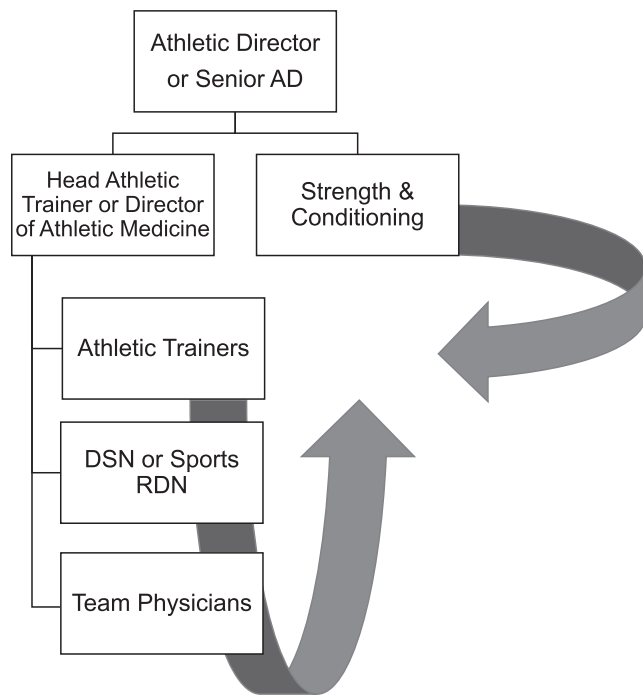 Athletic Director
or Senior AD
Head Athletic
Trainer or Director
of Athletic Medicine
Strength &
Conditioning
Athletic Trainers
DSN or Sports
RDN
Team Physicians